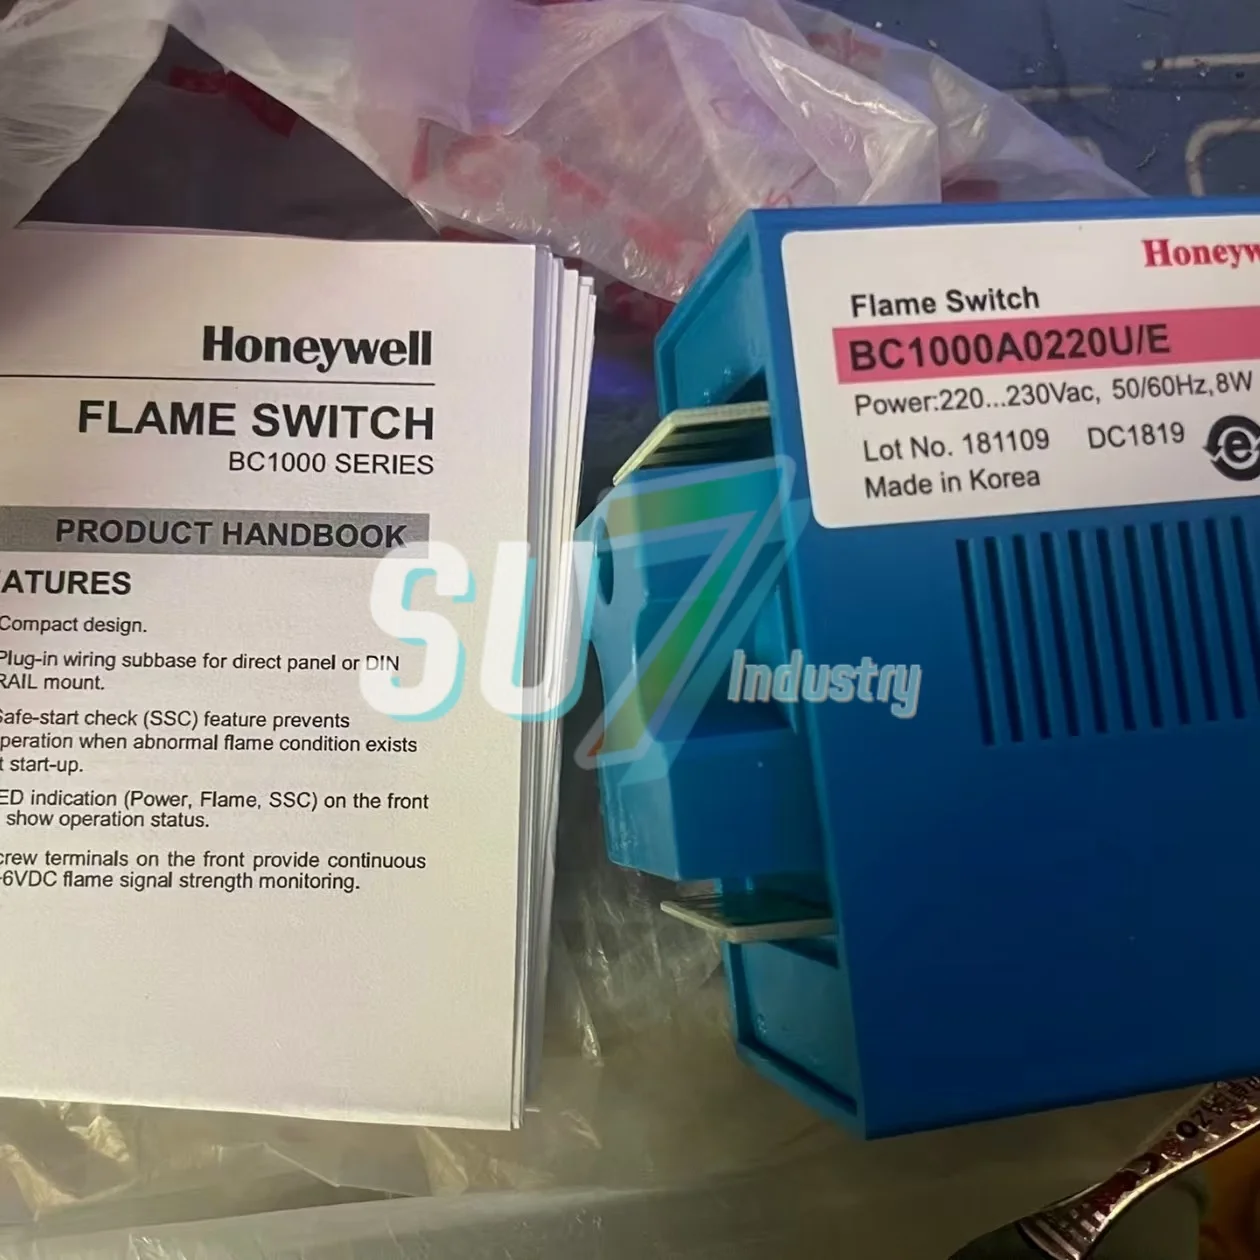 Honeywell
FLAME SWITCH
BC1000 SERIES
PRODUCT HANDBOOK
ATURES
Compact design.
Plug-in wiring subbase for direct panel or DIN
RAIL mount.
Safe-start check (SSC) feature prevents
peration when abnormal flame condition exists
t start-up.
ED indication (Power, Flame, SSC) on the front
show operation status.
crew terminals on the front provide continuous
-6VDC flame signal strength monitoring.
Honeyw
Flame Switch
BC1000A0220U/E
Power:220...230Vac, 50/60Hz,8W
Lot No. 181109 DC1819
Made in Korea
SU7
Industry